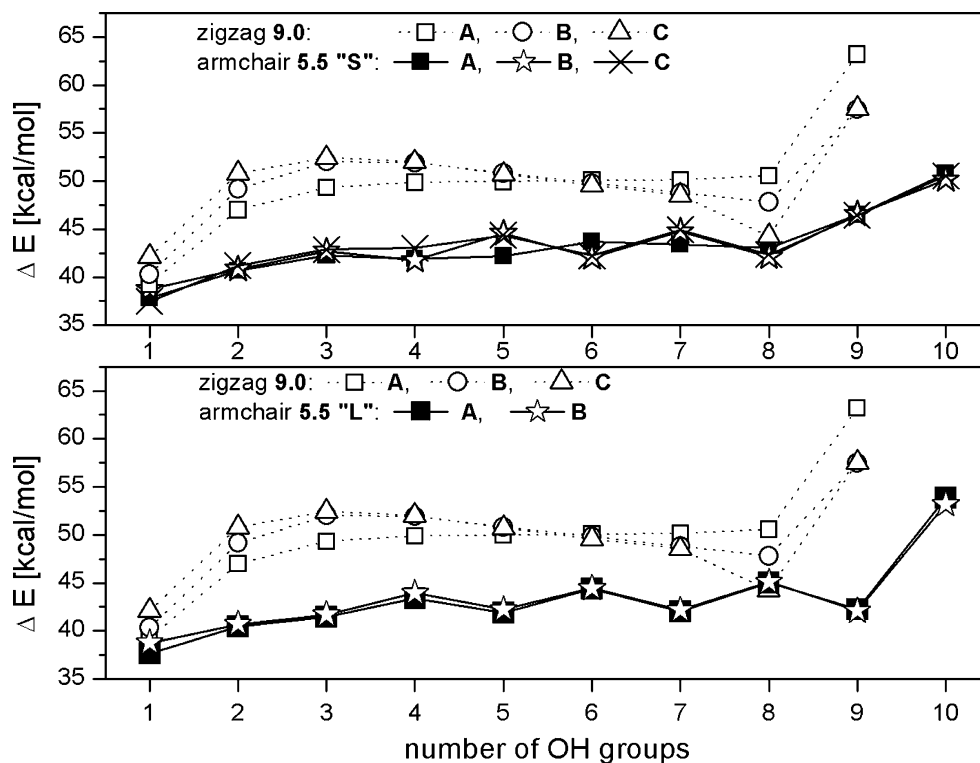 zigzag 9.0: A, B, C
armchair 5.5 "S": A, B, C
Δ E [kcal/mol]
65
60
55
50
45
40
35
1 2 3 4 5 6 7 8 9 10
zigzag 9.0: A, B, C
armchair 5.5 "L": A, B
Δ E [kcal/mol]
65
60
55
50
45
40
35
1 2 3 4 5 6 7 8 9 10
number of OH groups